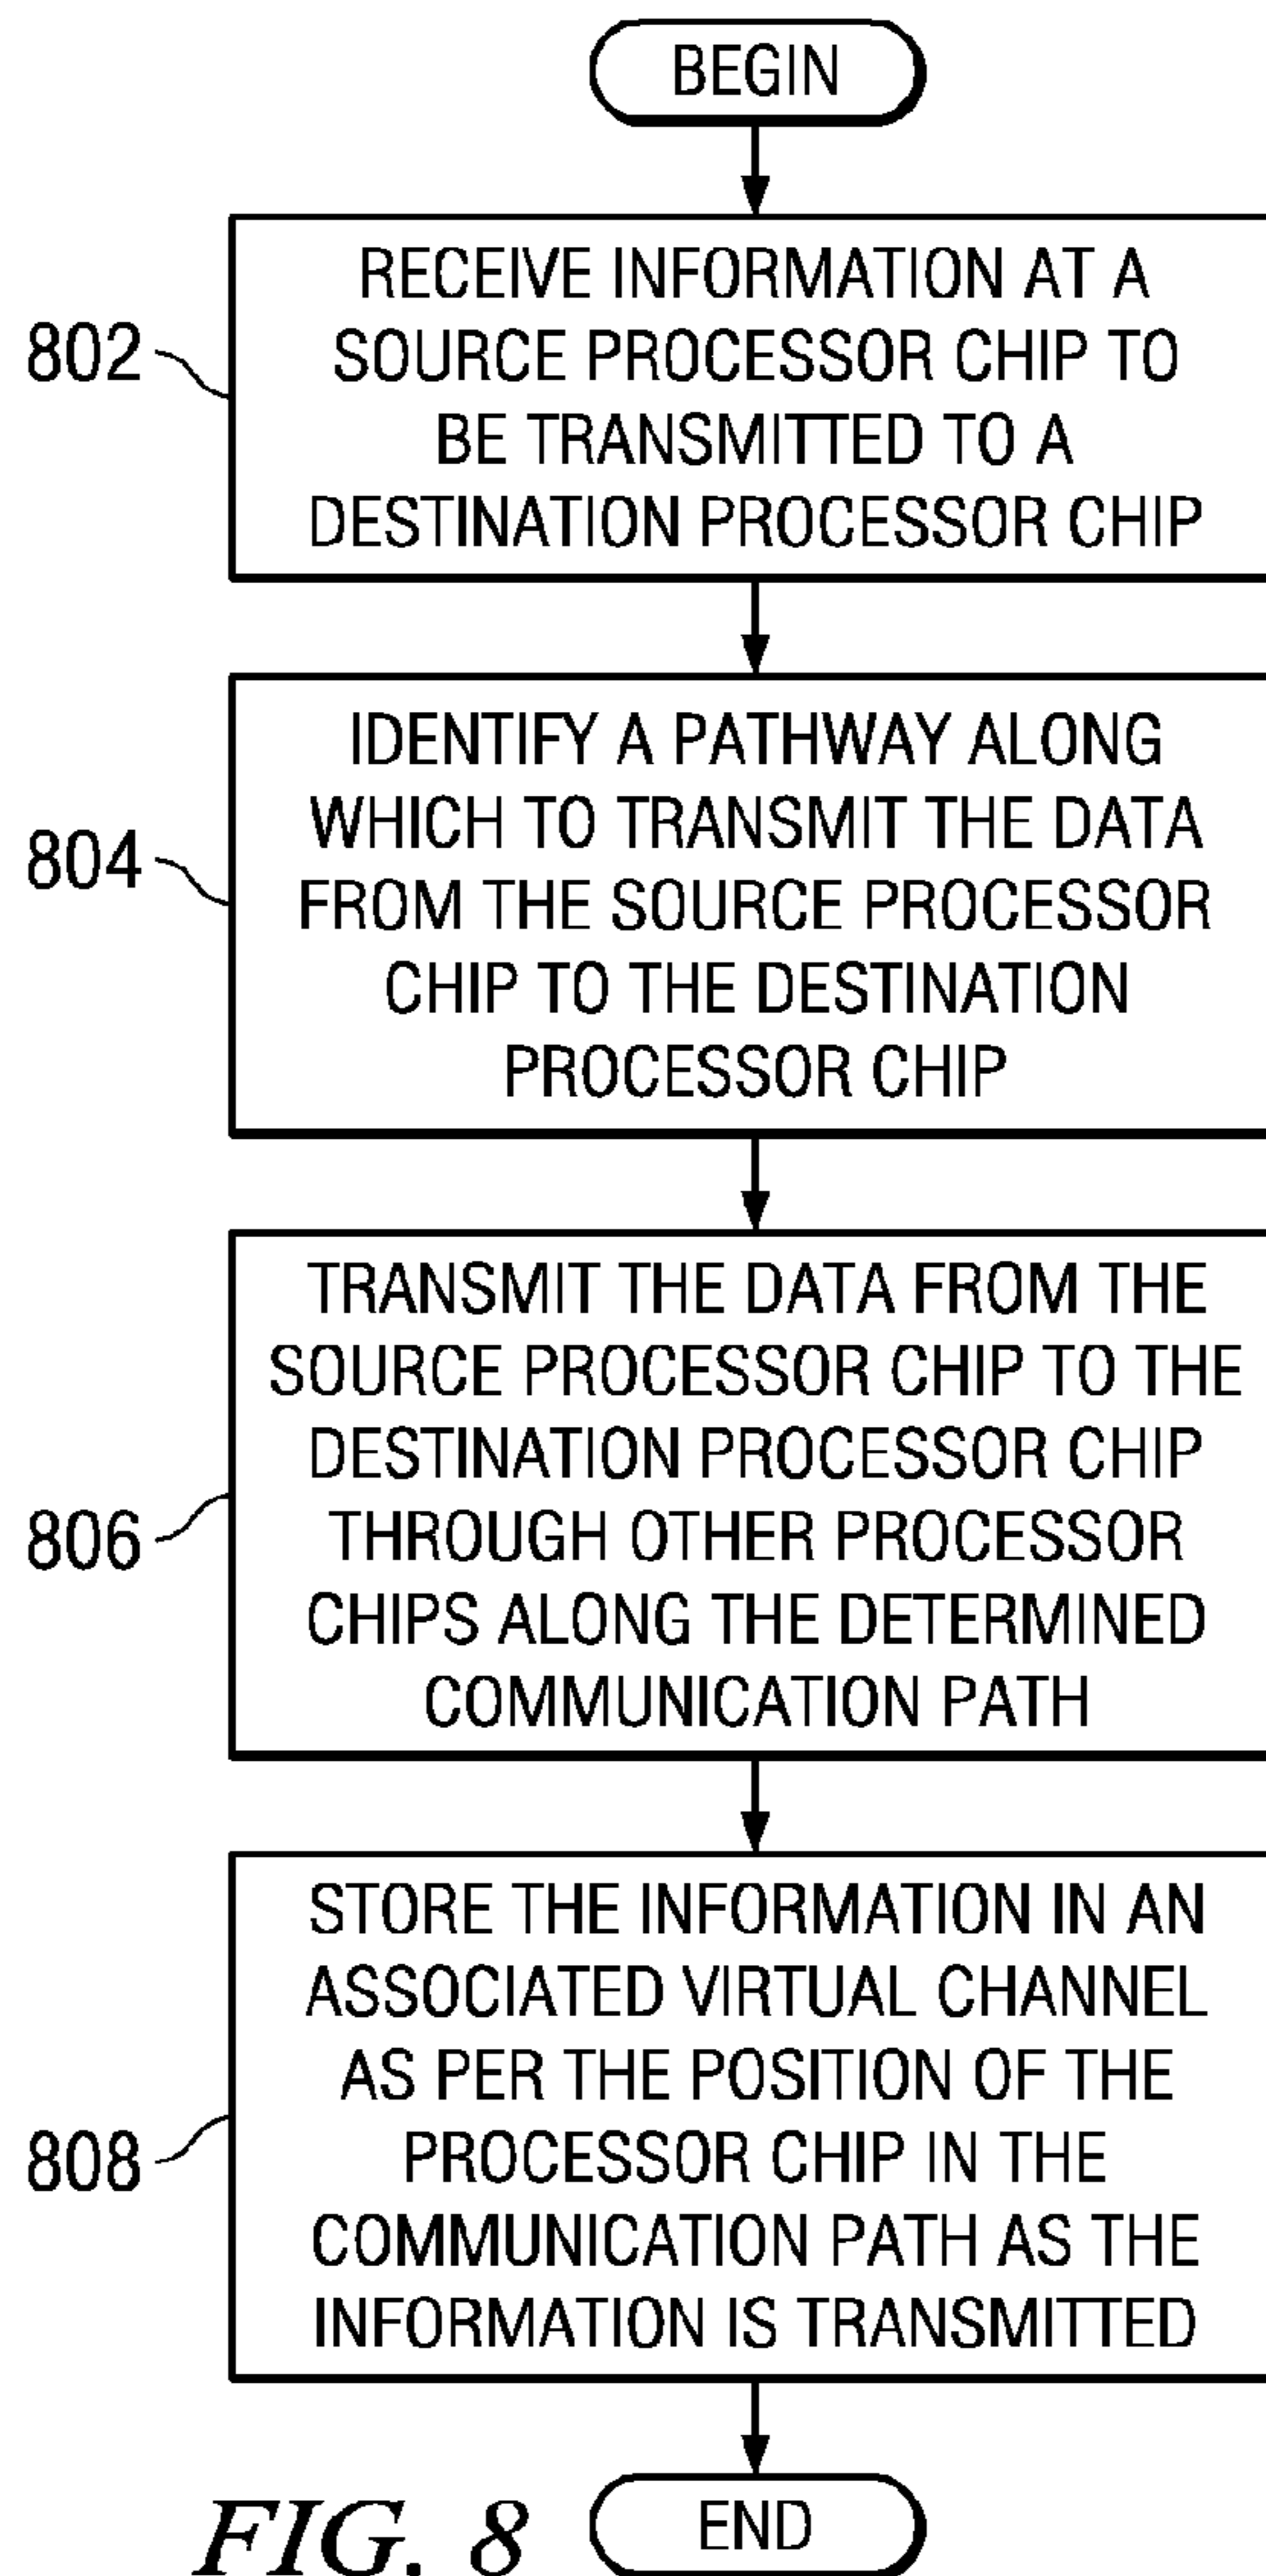 BEGIN
802
RECEIVE INFORMATION AT A
SOURCE PROCESSOR CHIP TO
BE TRANSMITTED TO A
DESTINATION PROCESSOR CHIP
804
IDENTIFY A PATHWAY ALONG
WHICH TO TRANSMIT THE DATA
FROM THE SOURCE PROCESSOR
CHIP TO THE DESTINATION
PROCESSOR CHIP
806
TRANSMIT THE DATA FROM THE
SOURCE PROCESSOR CHIP TO THE
DESTINATION PROCESSOR CHIP
THROUGH OTHER PROCESSOR
CHIPS ALONG THE DETERMINED
COMMUNICATION PATH
808
STORE THE INFORMATION IN AN
ASSOCIATED VIRTUAL CHANNEL
AS PER THE POSITION OF THE
PROCESSOR CHIP IN THE
COMMUNICATION PATH AS THE
INFORMATION IS TRANSMITTED
END
FIG. 8